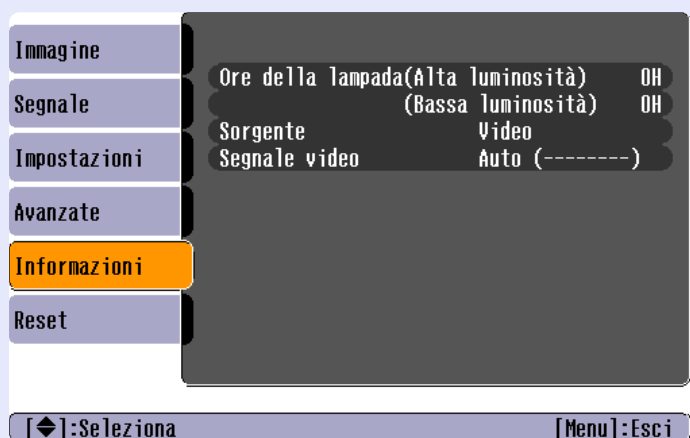 Immagine
Segnale
Impostazioni
Avanzate
Informazioni
Reset
Ore della lampada(Alta luminosità) 0H
(Bassa luminosità) 0H
Sorgente Video
Segnale video Auto (--------)
[◆]:Seleziona [Menu]:Esci